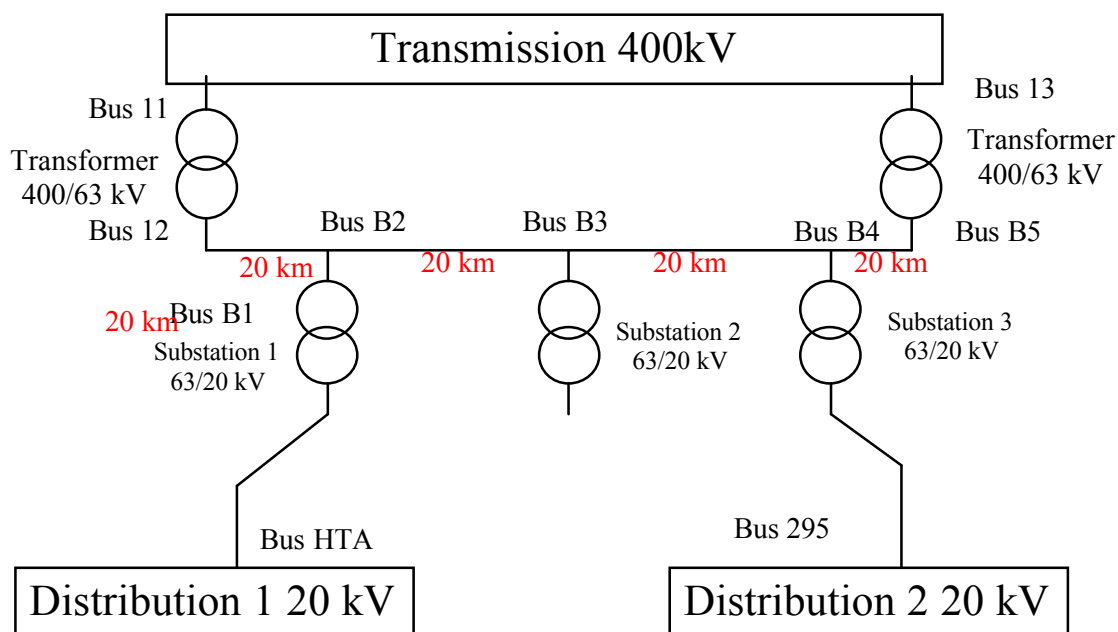 Transmission 400kV
Bus 11
Bus 13
Transformer
400/63 kV
Transformer
400/63 kV
Bus 12
Bus B2
Bus B3
Bus B4
Bus B5
20 km
20 km
20 km
20 km
20 km
Bus B1
Substation 1
63/20 kV
Substation 2
63/20 kV
Substation 3
63/20 kV
Bus HTA
Bus 295
Distribution 1 20 kV
Distribution 2 20 kV